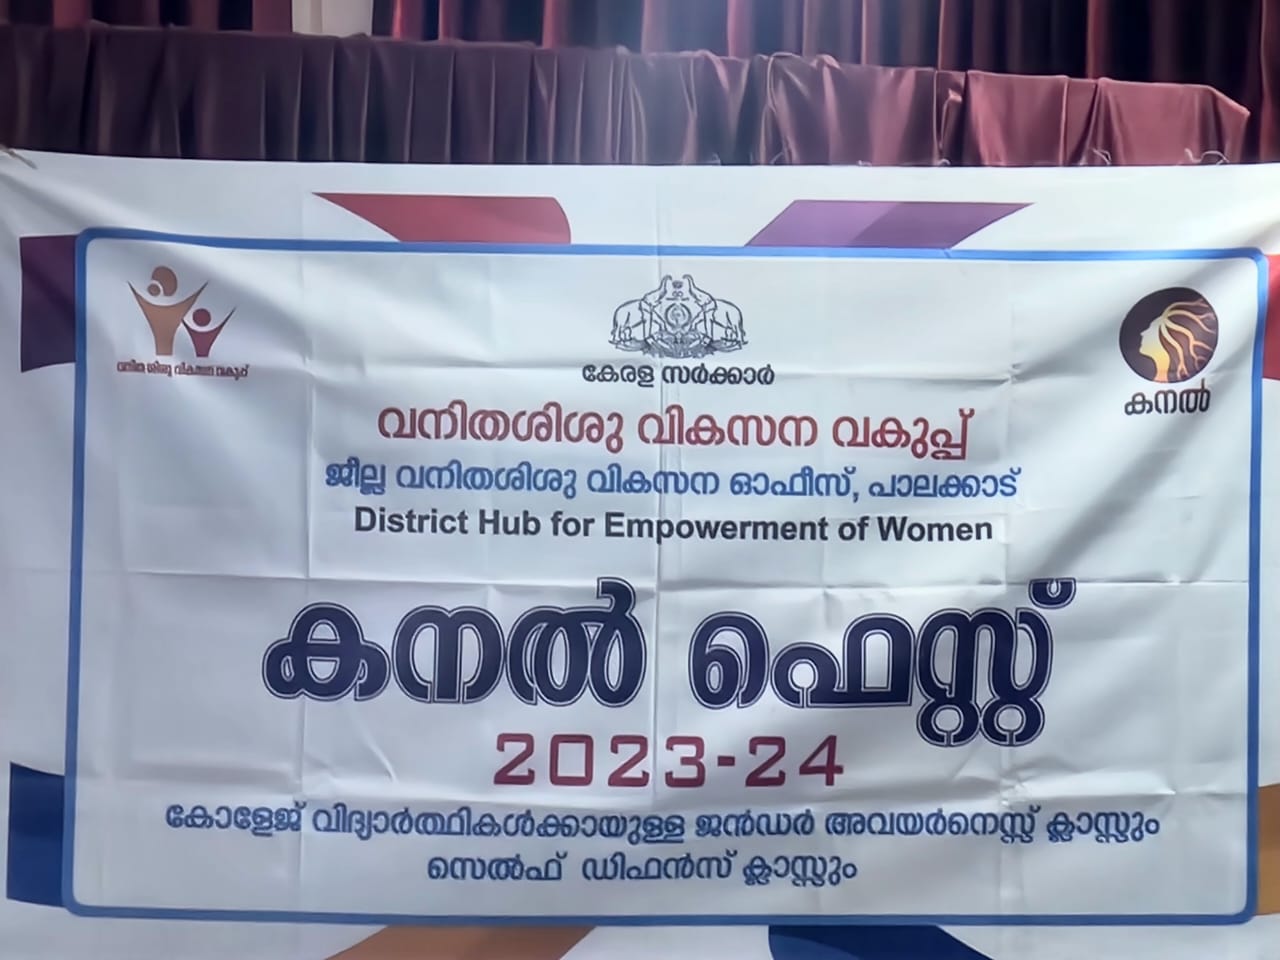 വനിത ശിശു വികസന വകുപ്പ്
കേരള സർക്കാർ
കനൽ
വനിതശിശു വികസന വകുപ്പ്
ജില്ല വനിതശിശു വികസന ഓഫീസ്, പാലക്കാട്
District Hub for Empowerment of Women
കനൽ ഫെസ്റ്റ്
2023-24
കോളേജ് വിദ്യാർത്ഥികൾക്കായുള്ള ജൻഡർ അവയർനെസ്സ് ക്ലാസ്സും
സെൽഫ് ഡിഫൻസ് ക്ലാസ്സും